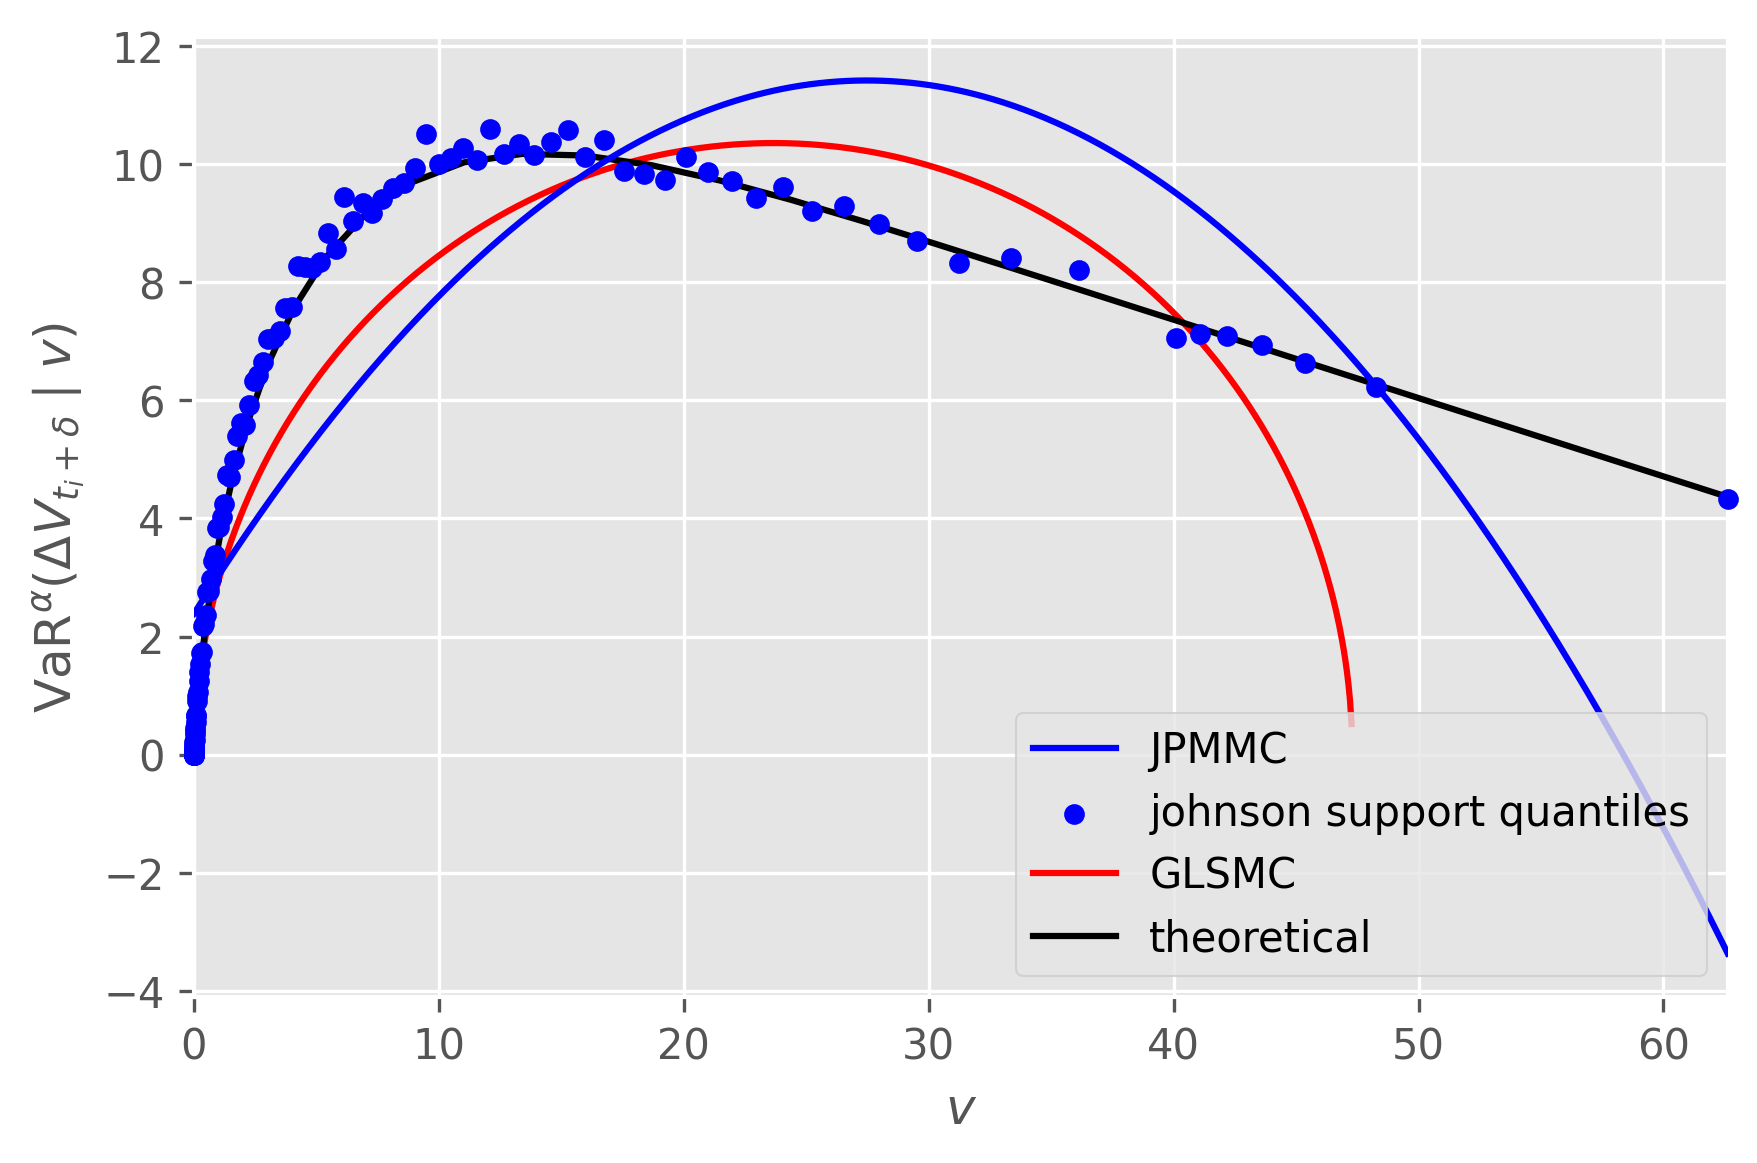 12
10
8
6
4
2
0
−2
−4
VaR^α(ΔV_{t_i+δ} | v)
JPMMC
johnson support quantiles
GLSMC
theoretical
0 10 20 30 40 50 60
v